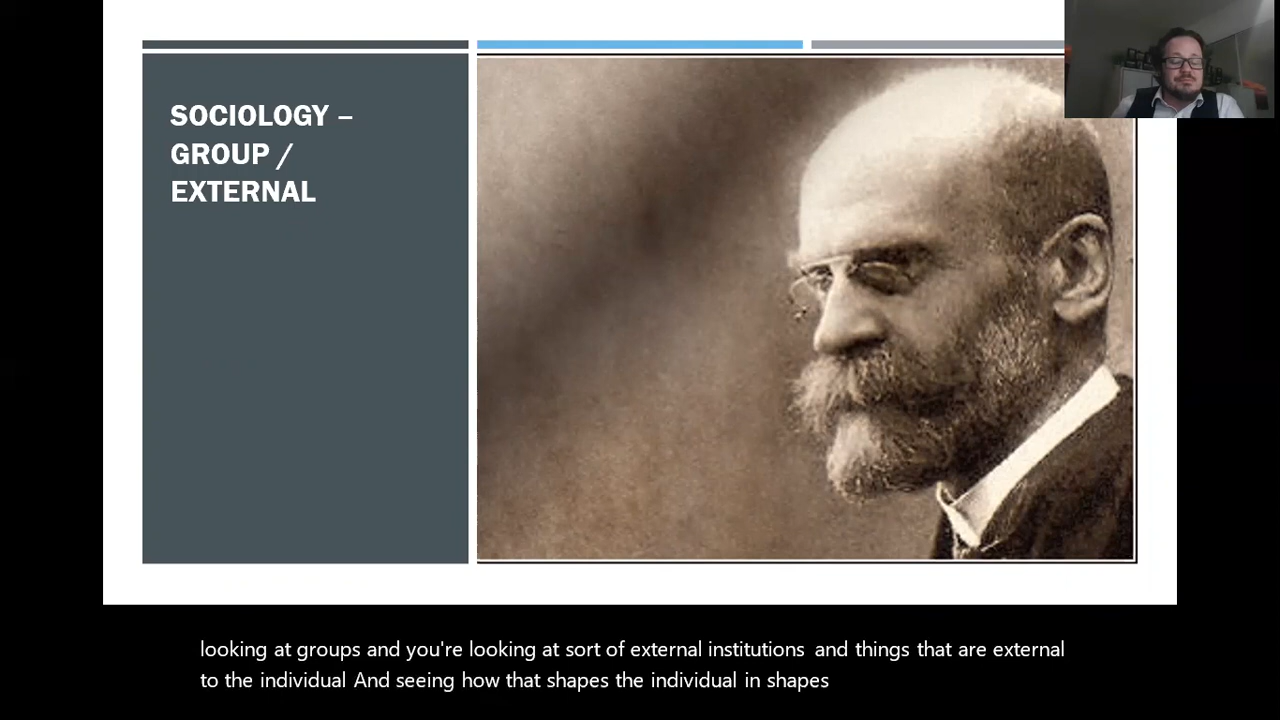 SOCIOLOGY –
GROUP /
EXTERNAL
looking at groups and you're looking at sort of external institutions and things that are external
to the individual And seeing how that shapes the individual in shapes